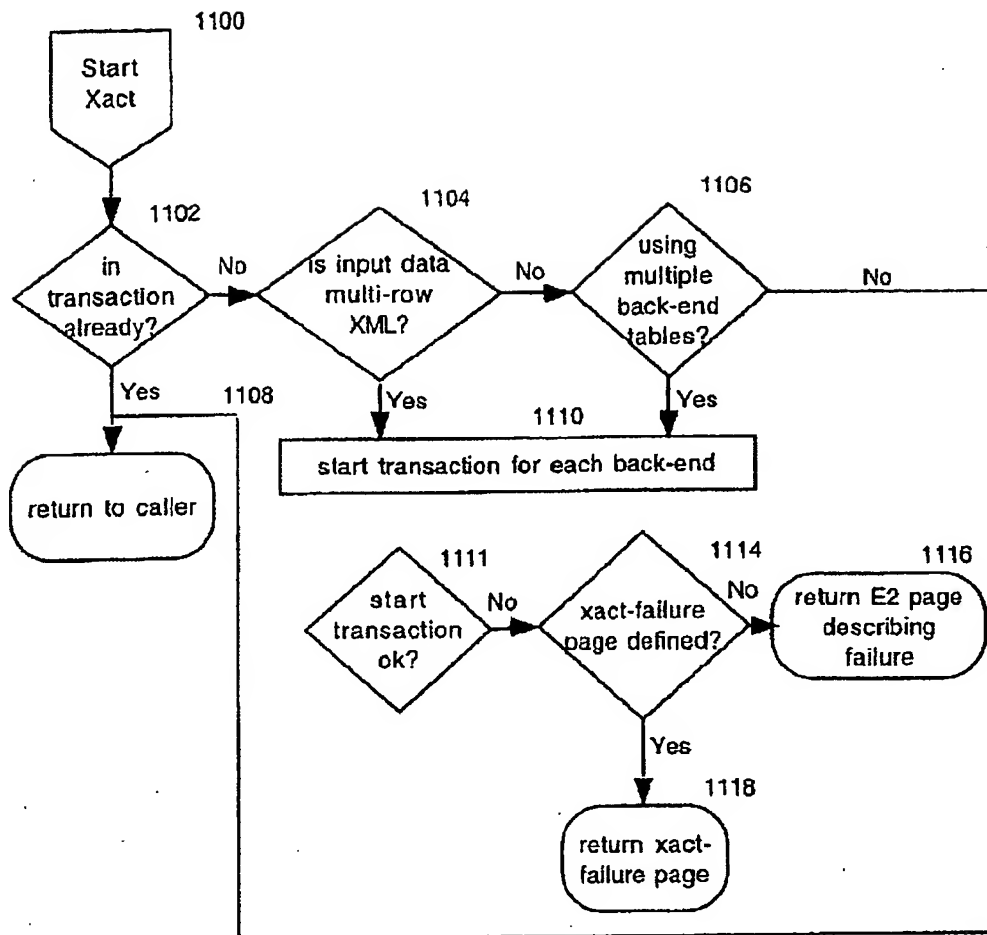 1100
Start
Xact
1102
in
transaction
already?
No
1104
is input data
multi-row
XML?
No
1106
using
multiple
back-end
tables?
No
Yes
1108
return to caller
Yes
Yes
1110
start transaction for each back-end
1111
start
transaction
ok?
No
1114
xact-failure
page defined?
No
1116
return E2 page
describing
failure
Yes
1118
return xact-
failure page